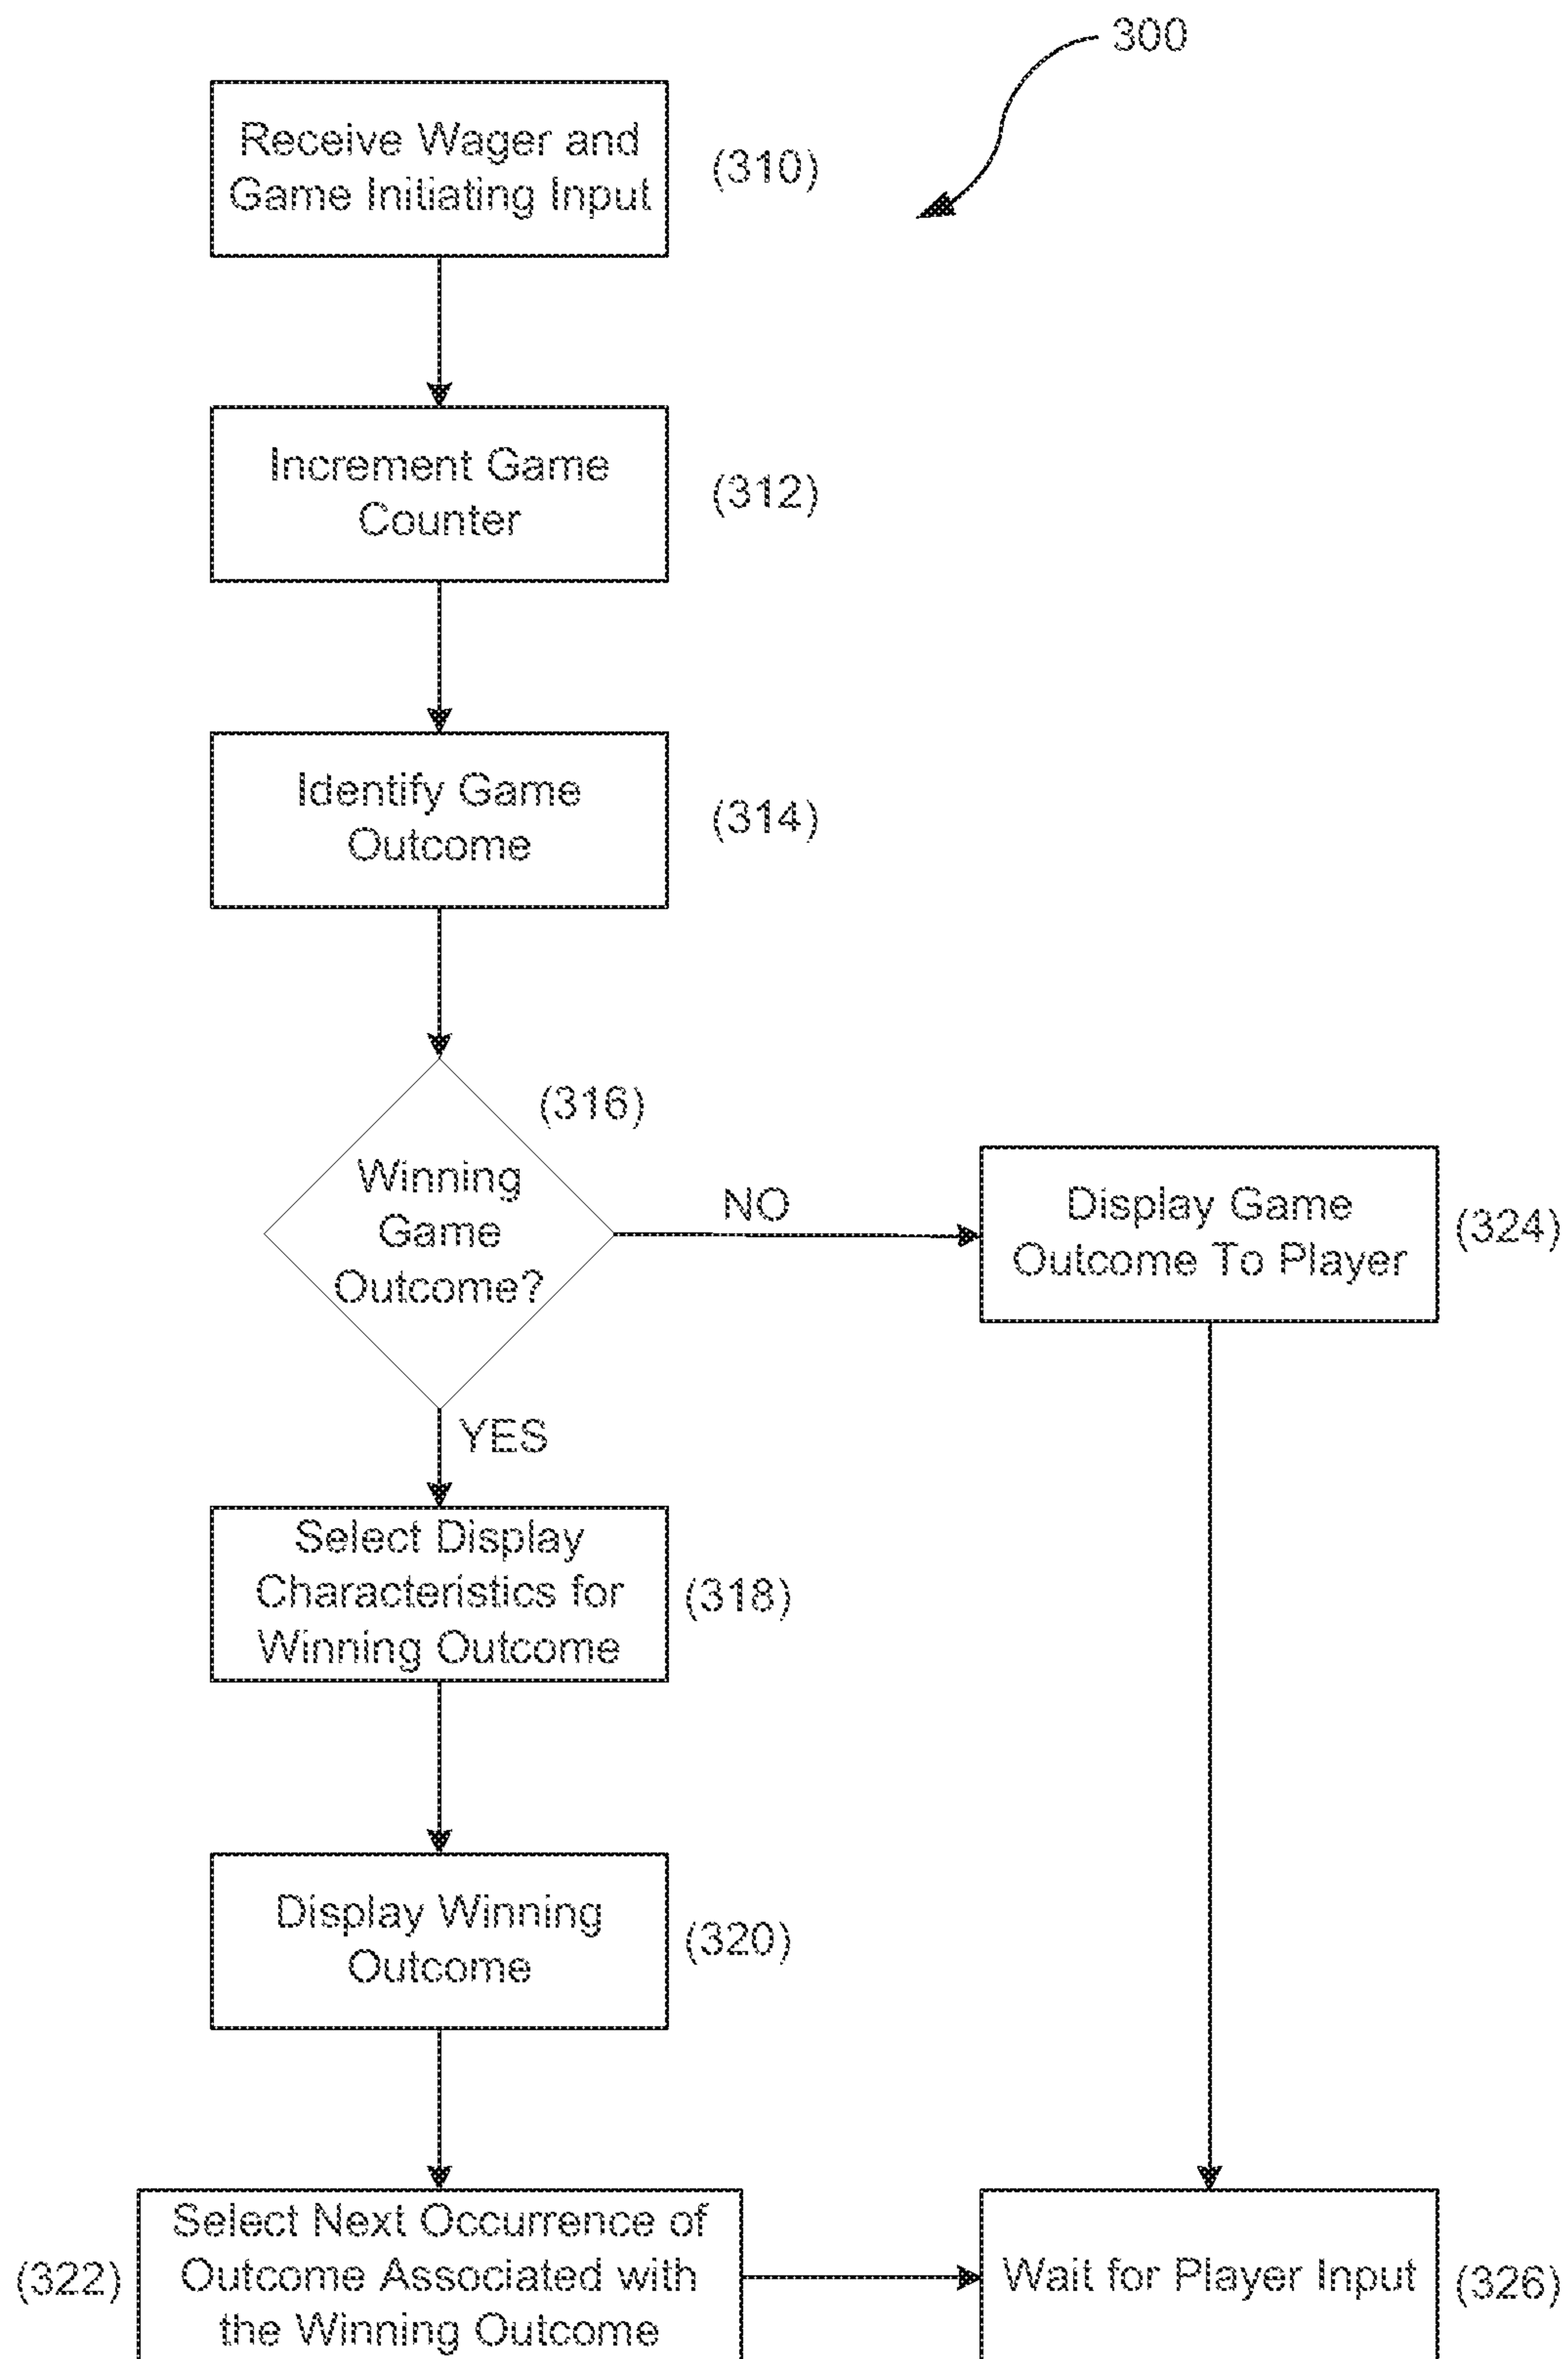 300
Receive Wager and
Game Initiating Input
(310)
Increment Game
Counter
(312)
Identify Game
Outcome
(314)
(316)
Winning
Game
Outcome?
NO
Display Game
Outcome To Player
(324)
YES
Select Display
Characteristics for
Winning Outcome
(318)
Display Winning
Outcome
(320)
(322)
Select Next Occurrence of
Outcome Associated with
the Winning Outcome
Wait for Player Input
(326)